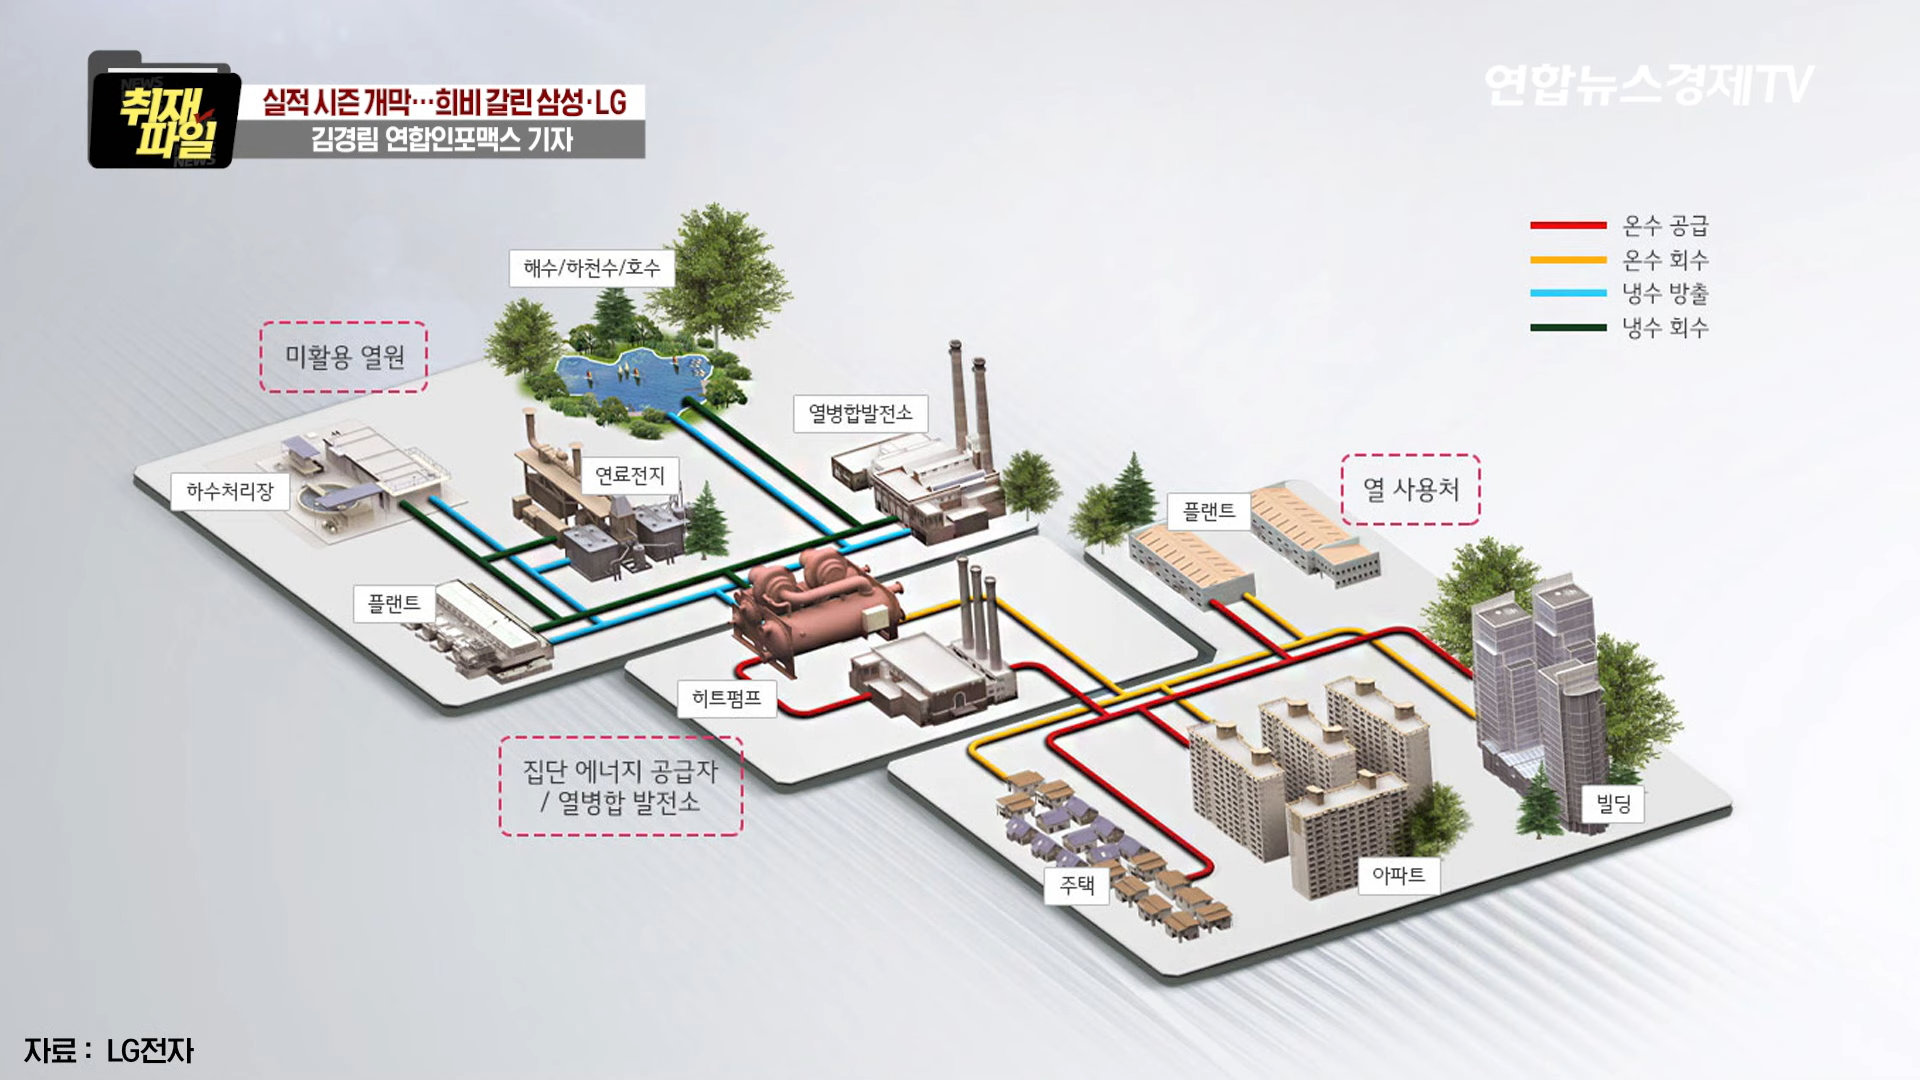 NEWS
취재
파일
NEWS
실적 시즌 개막…희비 갈린 삼성·LG
김경림 연합인포맥스 기자
연합뉴스경제TV
온수 공급
온수 회수
냉수 방출
냉수 회수
해수/하천수/호수
미활용 열원
열병합발전소
하수처리장
연료전지
플랜트
플랜트
열 사용처
히트펌프
집단 에너지 공급자
/ 열병합 발전소
주택
아파트
빌딩
자료 : LG전자